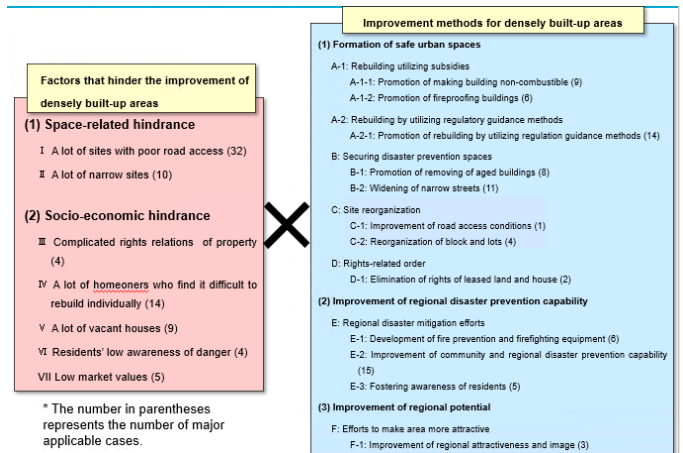 Factors that hinder the improvement of
densely built-up areas
(1) Space-related hindrance
Ⅰ A lot of sites with poor road access (32)
Ⅱ A lot of narrow sites (10)
(2) Socio-economic hindrance
Ⅲ Complicated rights relations of property
(4)
Ⅳ A lot of homeoners who find it difficult to
rebuild individually (14)
Ⅴ A lot of vacant houses (9)
Ⅵ Residents' low awareness of danger (4)
VII Low market values (5)
* The number in parentheses
represents the number of major
applicable cases.
Improvement methods for densely built-up areas
(1) Formation of safe urban spaces
A-1: Rebuilding utilizing subsidies
A-1-1: Promotion of making building non-combustible (9)
A-1-2: Promotion of fireproofing buildings (6)
A-2: Rebuilding by utilizing regulatory guidance methods
A-2-1: Promotion of rebuilding by utilizing regulation guidance methods (14)
B: Securing disaster prevention spaces
B-1: Promotion of removing of aged buildings (8)
B-2: Widening of narrow streets (11)
C: Site reorganization
C-1: Improvement of road access conditions (1)
C-2: Reorganization of block and lots (4)
D: Rights-related order
D-1: Elimination of rights of leased land and house (2)
(2) Improvement of regional disaster prevention capability
E: Regional disaster mitigation efforts
E-1: Development of fire prevention and firefighting equipment (6)
E-2: Improvement of community and regional disaster prevention capability
(15)
E-3: Fostering awareness of residents (5)
(3) Improvement of regional potential
F: Efforts to make area more attractive
F-1: Improvement of regional attractiveness and image (3)